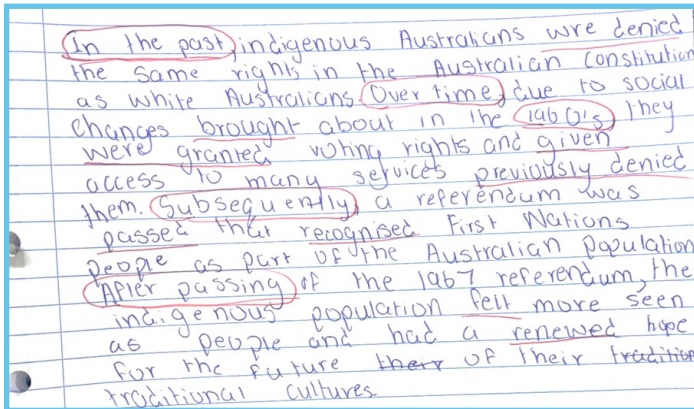 In the past, indigenous Australians wre denied
the same rights in the Australian Constitution
as white Australians. Over time, due to social
changes brought about in the 1960's, they
were granted voting rights and given
access to many services previously denied
them. Subsequently, a referendum was
passed that recognised First Nations
people as part of the Australian population
After passing of the 1967 referendum, the
indigenous population felt more seen
as people and had a renewed hope
for the future their of their tradition
traditional cultures.